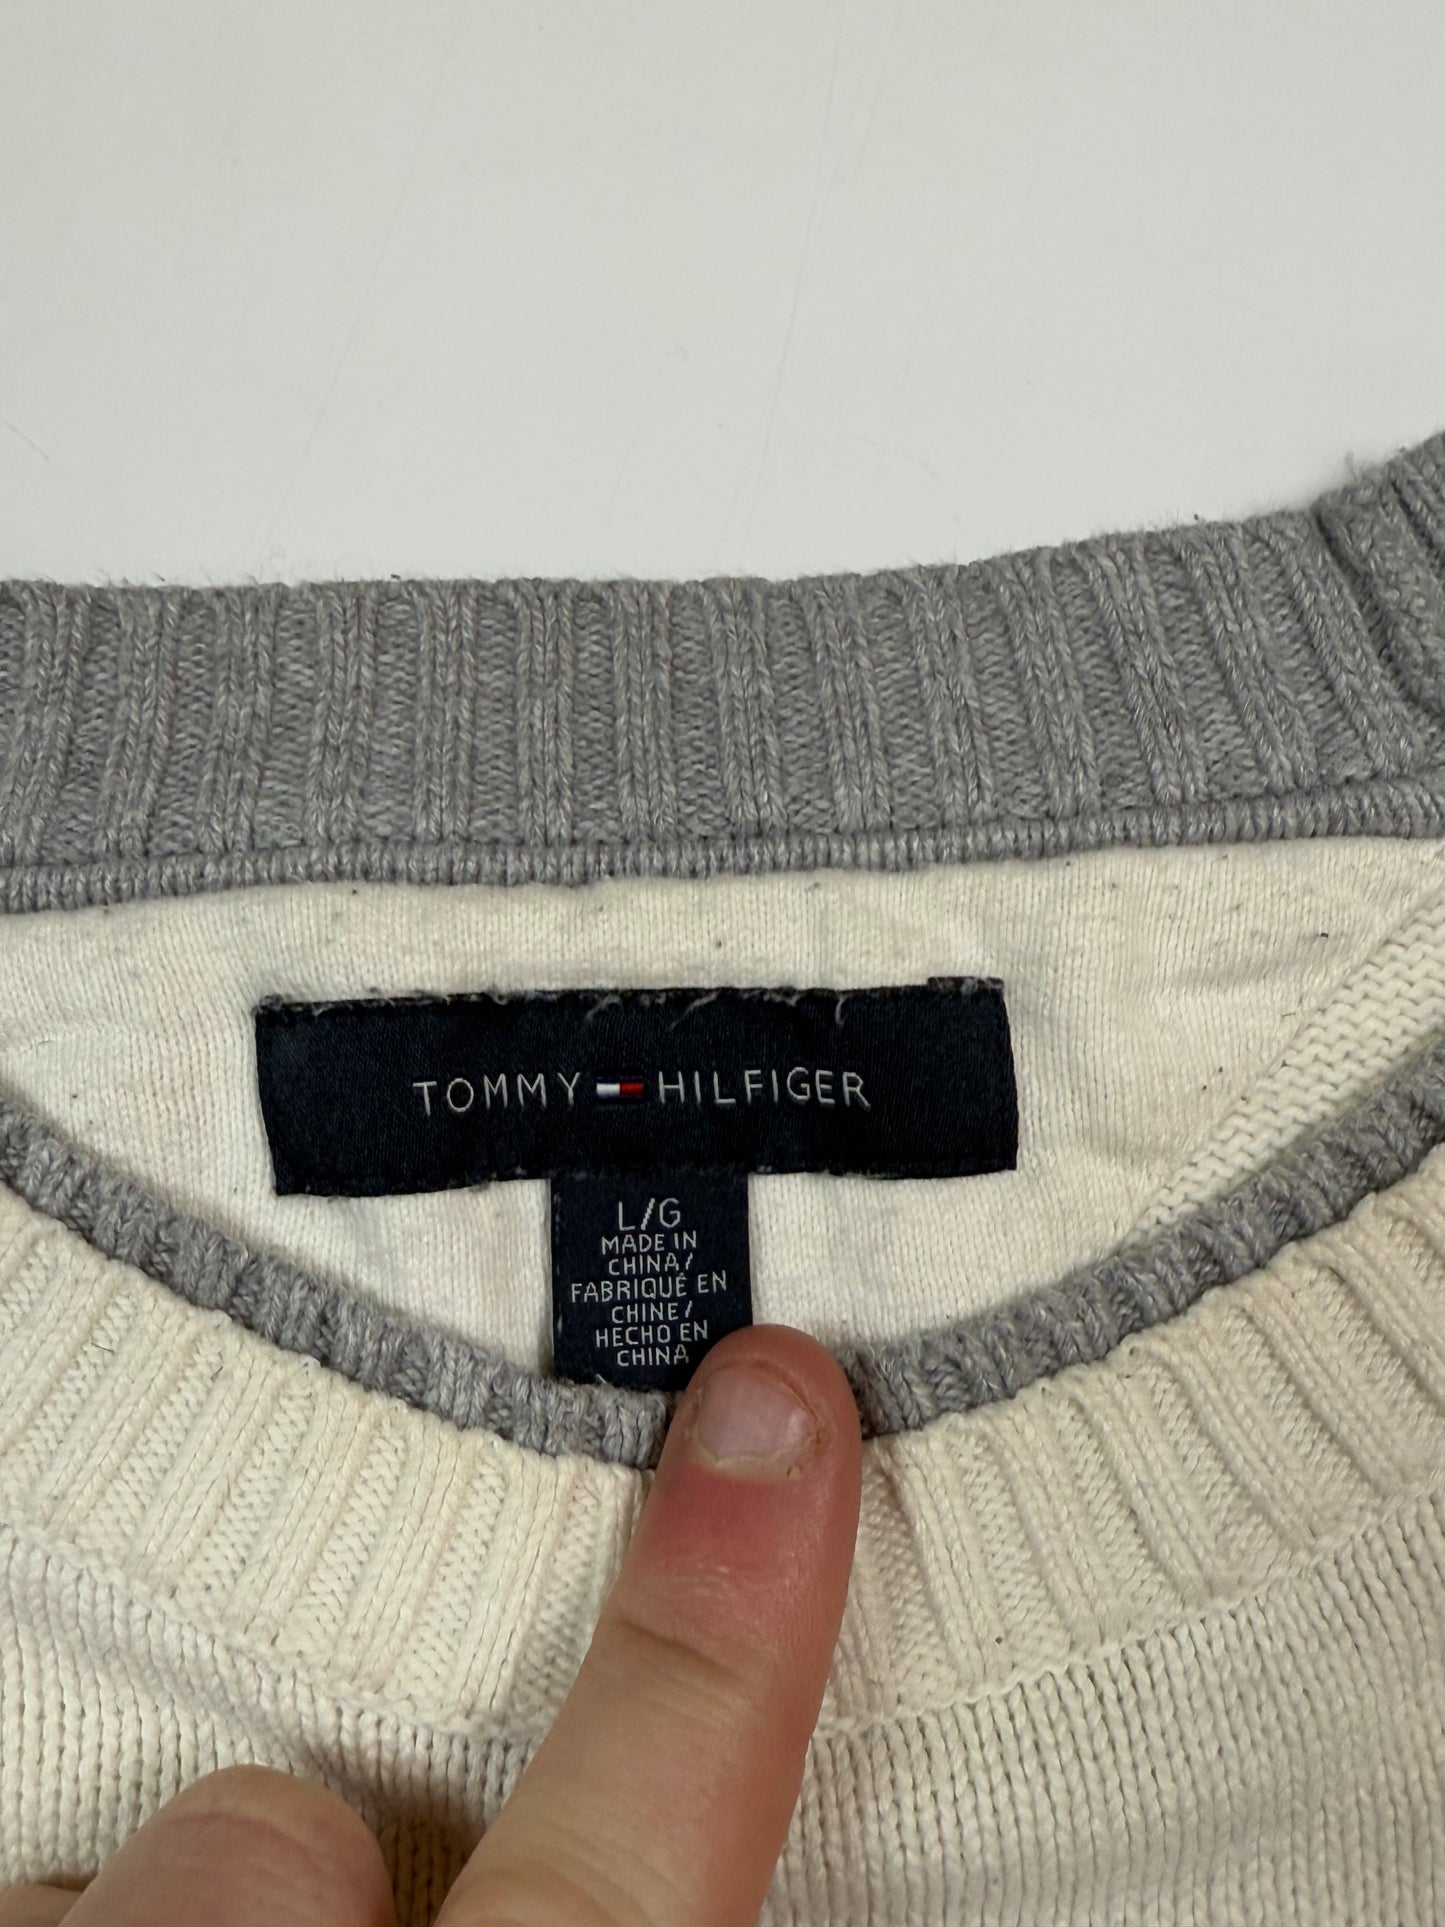 TOMMY HILFIGER
L/G
MADE IN
CHINA/
FABRIQUÉ EN
CHINE/
HECHO EN
CHINA